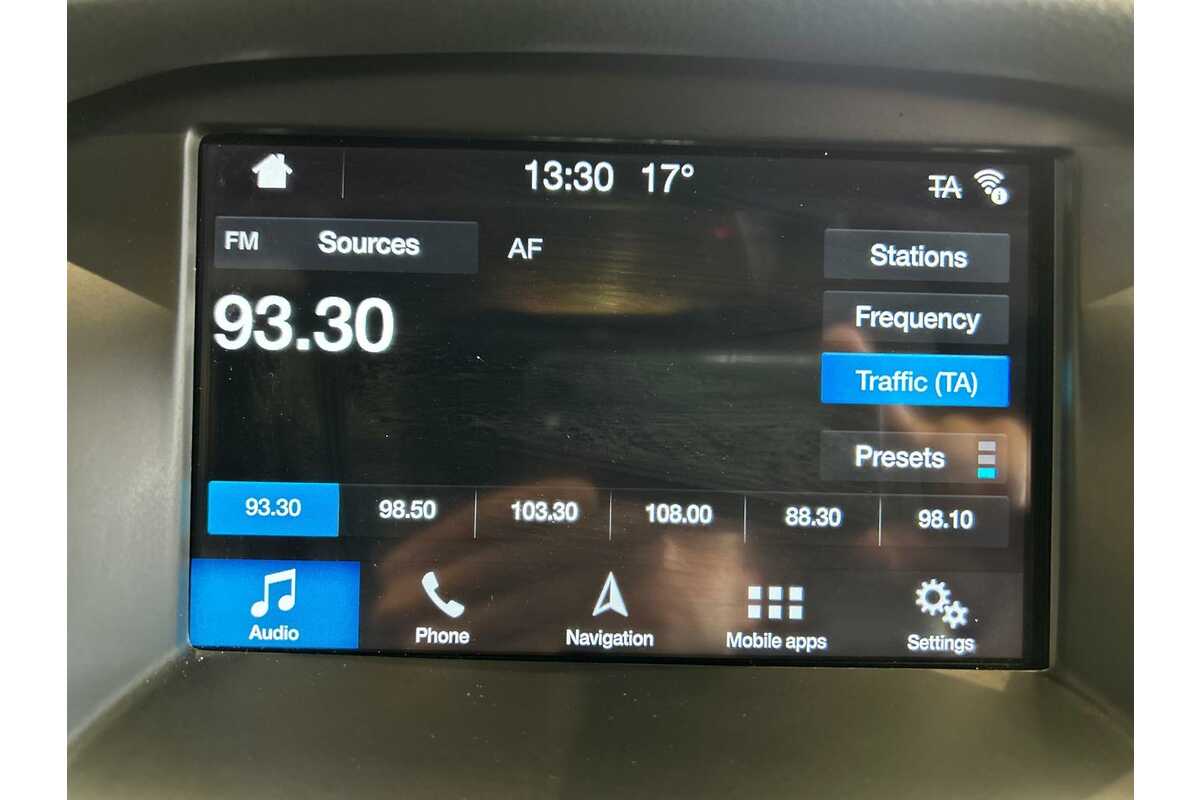 13:30 17° TA
FM Sources AF Stations
93.30
Frequency
Traffic (TA)
Presets
93.30 98.50 103.30 108.00 88.30 98.10
Audio Phone Navigation Mobile apps Settings